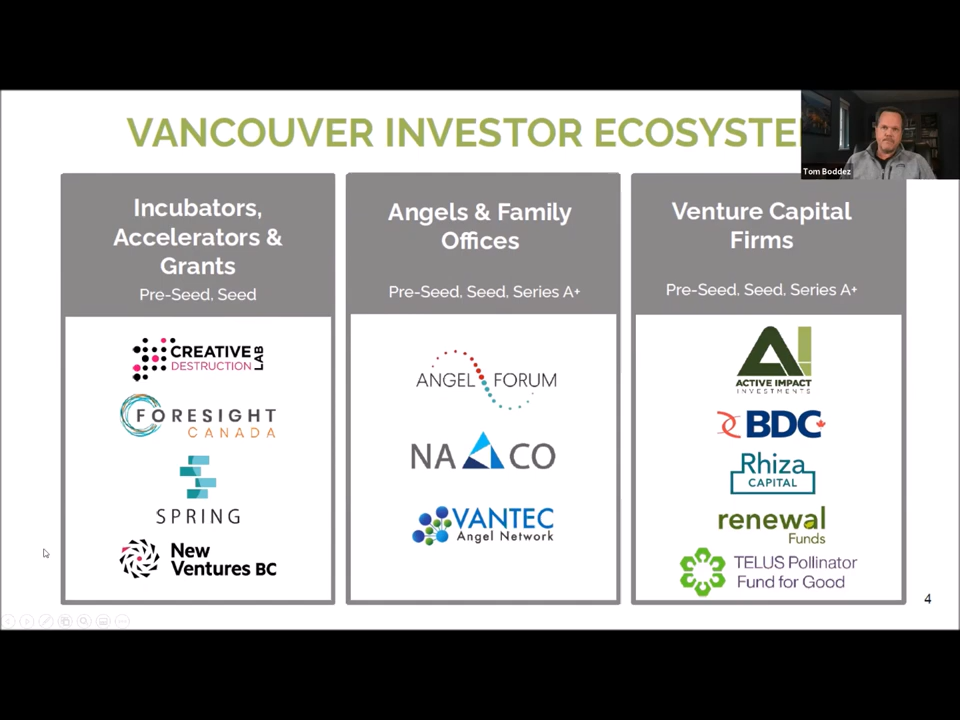 VANCOUVER INVESTOR ECOSYSTE
Tom Boddez
Incubators,
Accelerators &
Grants
Pre-Seed, Seed
CREATIVE
DESTRUCTION
LAB
FORESIGHT
CANADA
SPRING
New
Ventures BC
Angels & Family
Offices
Pre-Seed, Seed, Series A+
ANGEL FORUM
NACO
VANTEC
Angel Network
Venture Capital
Firms
Pre-Seed, Seed, Series A+
ACTIVE IMPACT
INVESTMENTS
BDC
Rhiza
CAPITAL
renewal
Funds
TELUS Pollinator
Fund for Good
4